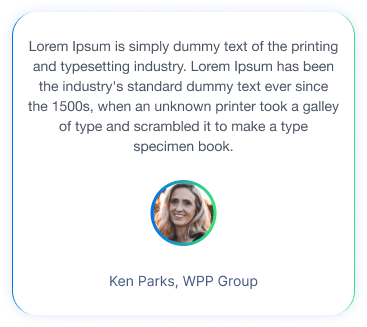 Lorem Ipsum is simply dummy text of the printing
and typesetting industry. Lorem Ipsum has been
the industry's standard dummy text ever since
the 1500s, when an unknown printer took a galley
of type and scrambled it to make a type
specimen book.
Ken Parks, WPP Group